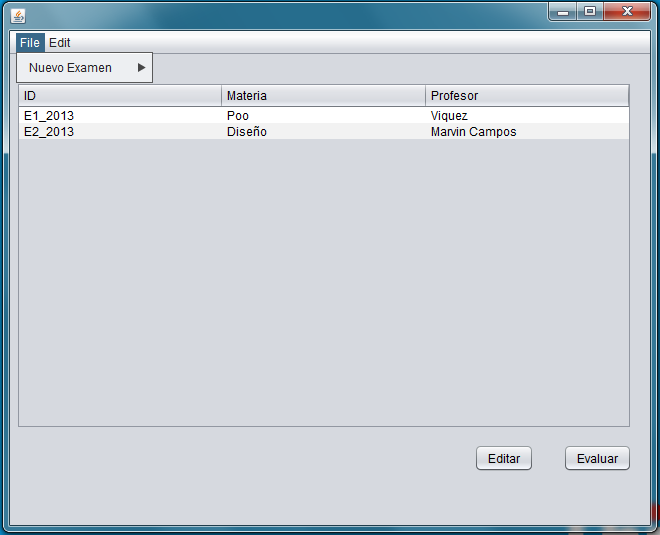 File Edit
Nuevo Examen
ID Materia Profesor
E1_2013 Poo Viquez
E2_2013 Diseño Marvin Campos
Editar Evaluar